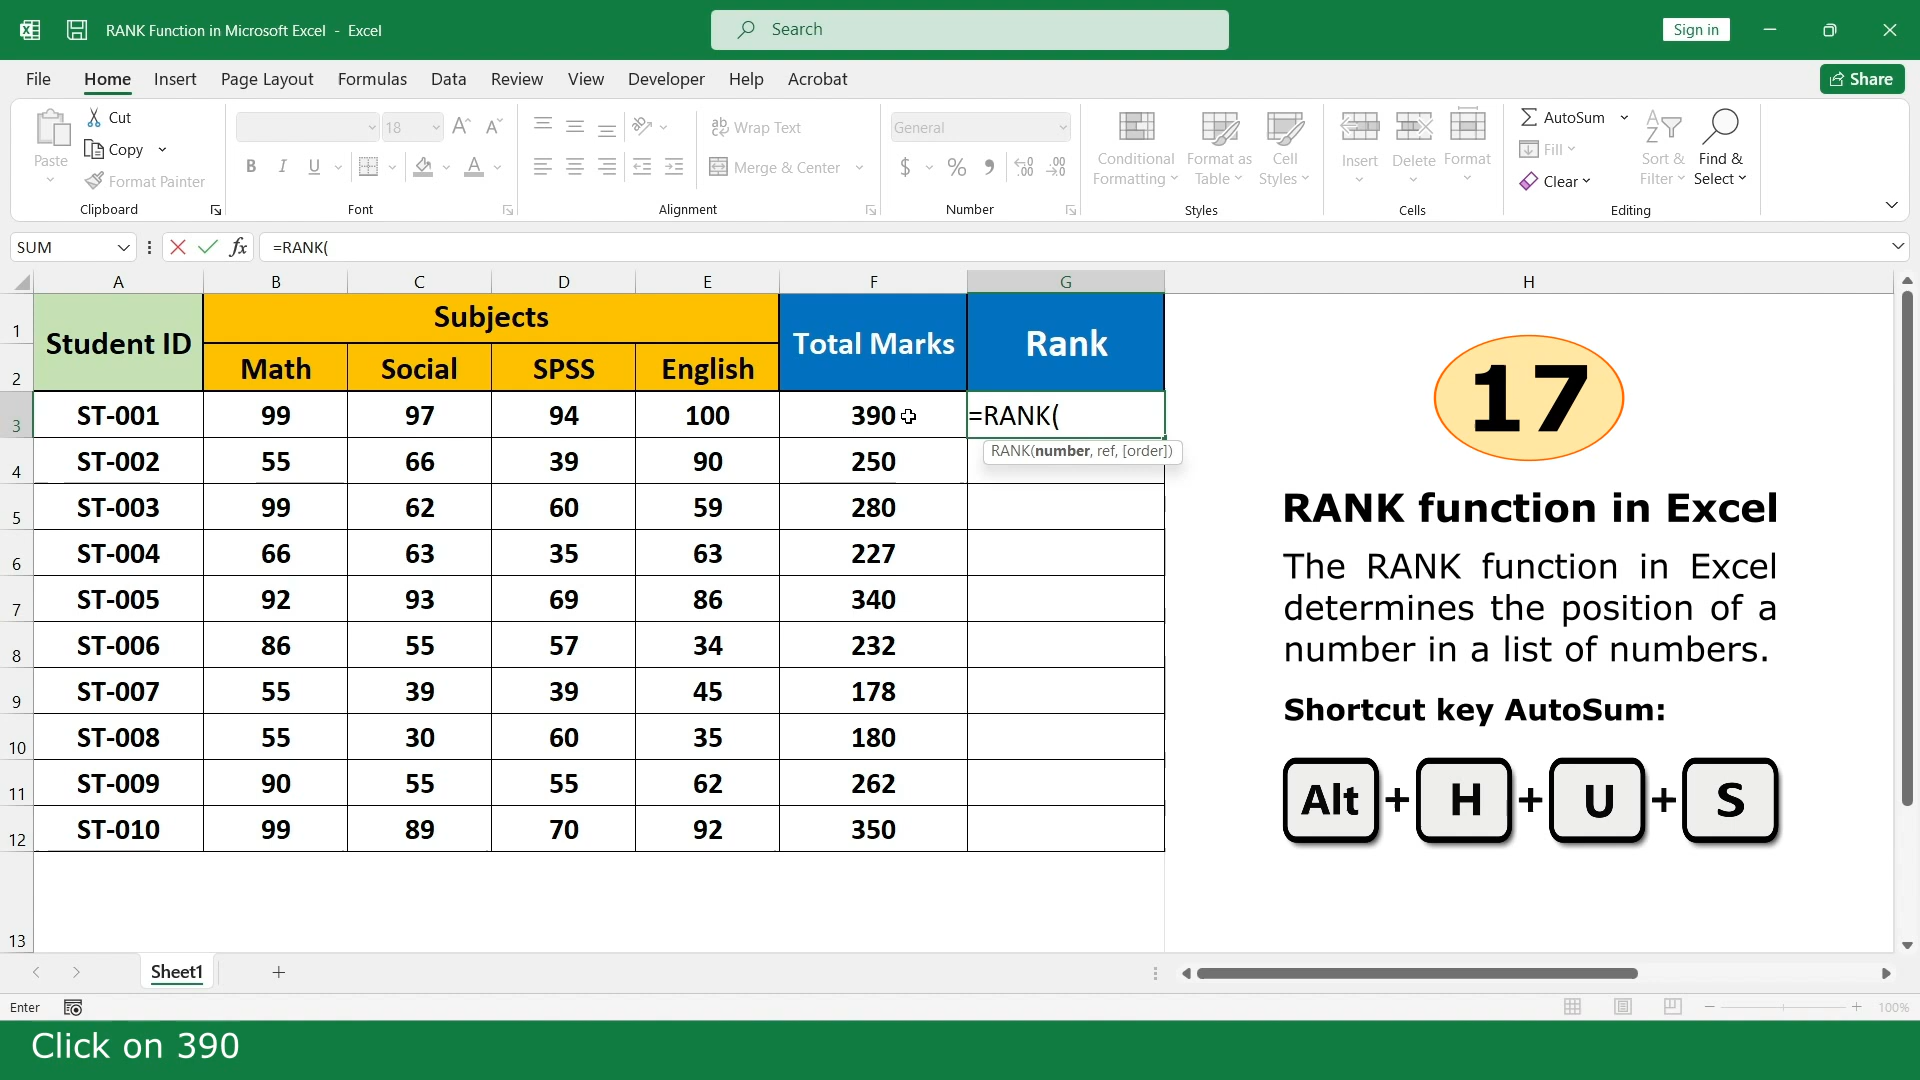 RANK Function in Microsoft Excel - Excel
Search
Sign in
File Home Insert Page Layout Formulas Data Review View Developer Help Acrobat
Share
Paste
Cut
Copy
Format Painter
Clipboard
18
B I U
Font
Wrap Text
Merge & Center
Alignment
General
$ %
Number
Conditional Formatting
Format as Table
Cell Styles
Styles
Insert Delete Format
Cells
AutoSum
Fill
Clear
Sort & Filter
Find & Select
Editing
SUM
fx
=RANK(
A B C D E F G H
1 Student ID Subjects Total Marks Rank
2 Math Social SPSS English
3 ST-001 99 97 94 100 390 =RANK(
RANK(number, ref, [order])
4 ST-002 55 66 39 90 250
5 ST-003 99 62 60 59 280
6 ST-004 66 63 35 63 227
7 ST-005 92 93 69 86 340
8 ST-006 86 55 57 34 232
9 ST-007 55 39 39 45 178
10 ST-008 55 30 60 35 180
11 ST-009 90 55 55 62 262
12 ST-010 99 89 70 92 350
13
17
RANK function in Excel
The RANK function in Excel
determines the position of a
number in a list of numbers.
Shortcut key AutoSum:
Alt + H + U + S
Sheet1
Enter
100%
Click on 390